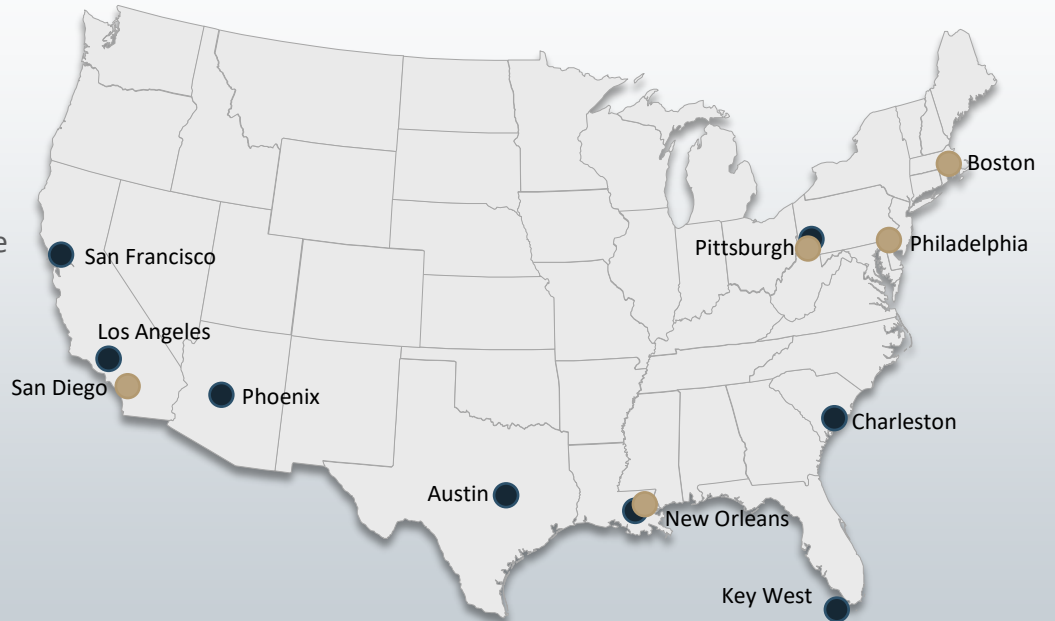 Boston
Pittsburgh
Philadelphia
e
San Francisco
Los Angeles
San Diego
Phoenix
Charleston
Austin
New Orleans
Key West